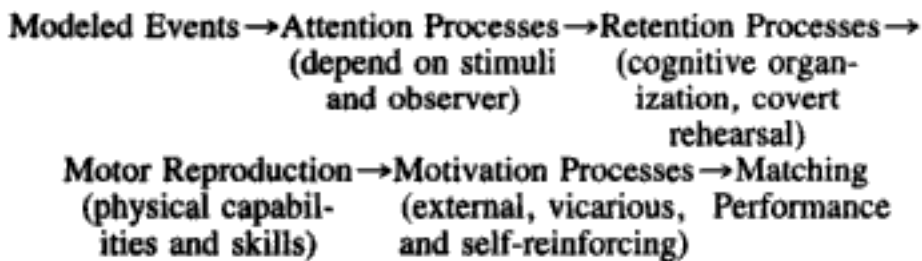 Modeled Events→Attention Processes→Retention Processes→
(depend on stimuli (cognitive organ-
and observer) ization, covert
rehearsal)
Motor Reproduction→Motivation Processes→Matching
(physical capabil- (external, vicarious, Performance
ities and skills) and self-reinforcing)